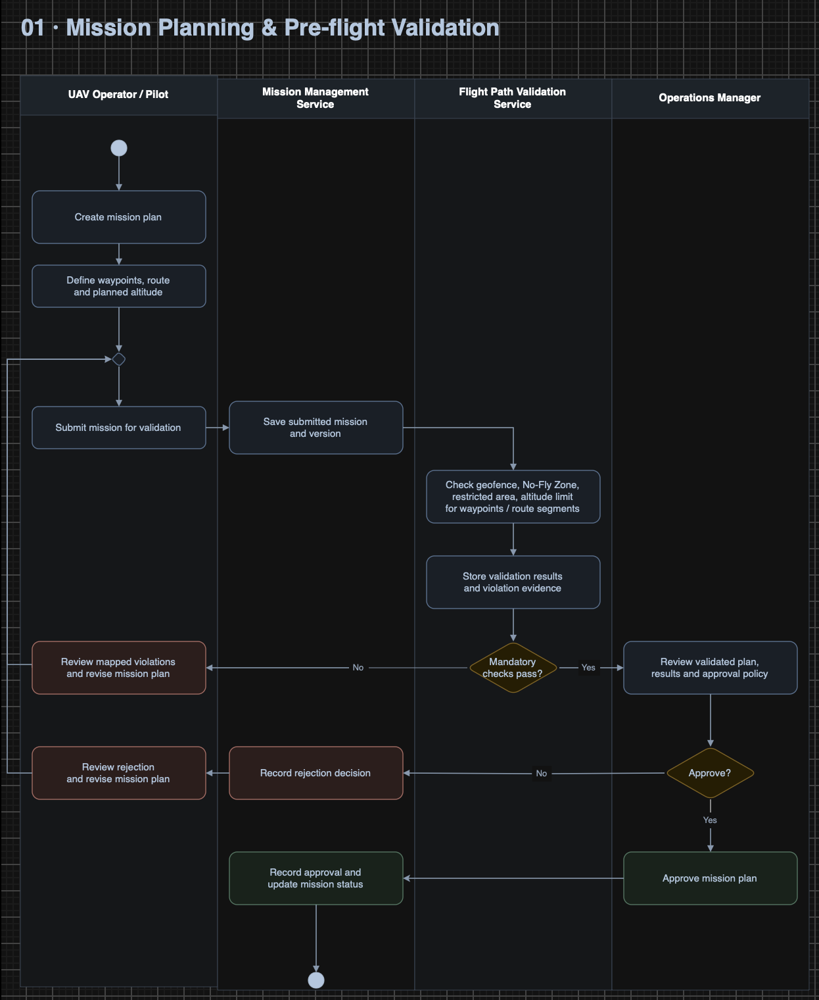 01 · Mission Planning & Pre-flight Validation
UAV Operator / Pilot
Mission Management
Service
Flight Path Validation
Service
Operations Manager
Create mission plan
Define waypoints, route
and planned altitude
Submit mission for validation
Save submitted mission
and version
Check geofence, No-Fly Zone,
restricted area, altitude limit
for waypoints / route segments
Store validation results
and violation evidence
Review mapped violations
and revise mission plan
No
Mandatory
checks pass?
Yes
Review validated plan,
results and approval policy
Review rejection
and revise mission plan
Record rejection decision
No
Approve?
Yes
Record approval and
update mission status
Approve mission plan